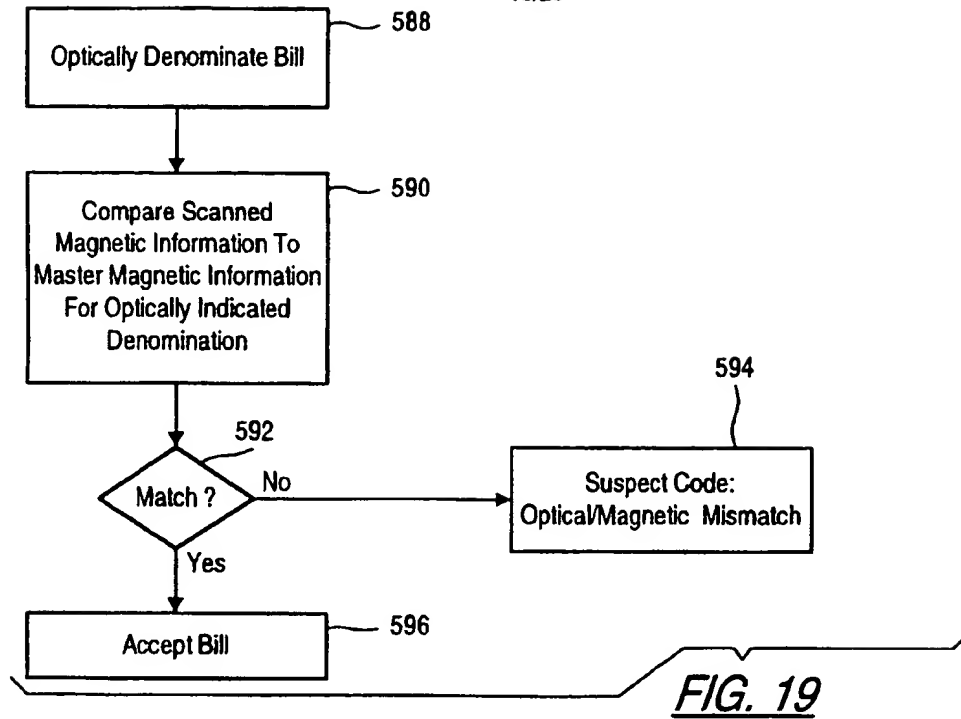 588
Optically Denominate Bill
590
Compare Scanned
Magnetic Information To
Master Magnetic Information
For Optically Indicated
Denomination
592
Match ?
No
594
Suspect Code:
Optical/Magnetic Mismatch
Yes
Accept Bill
596
FIG. 19